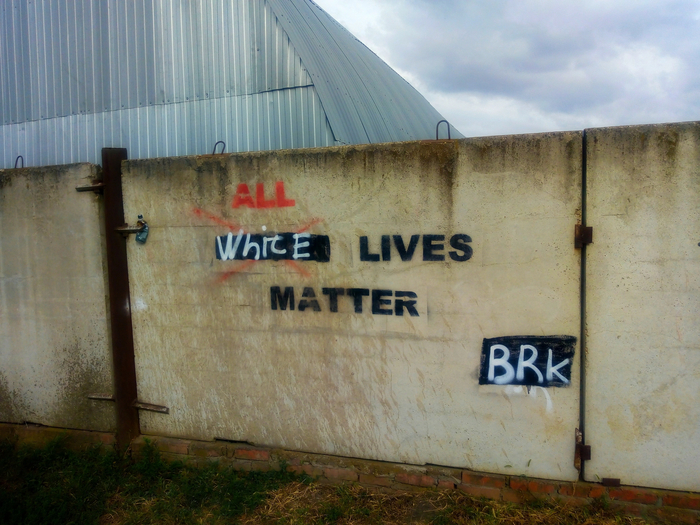 ALL
WhitE LIVES
MATTER
BRK